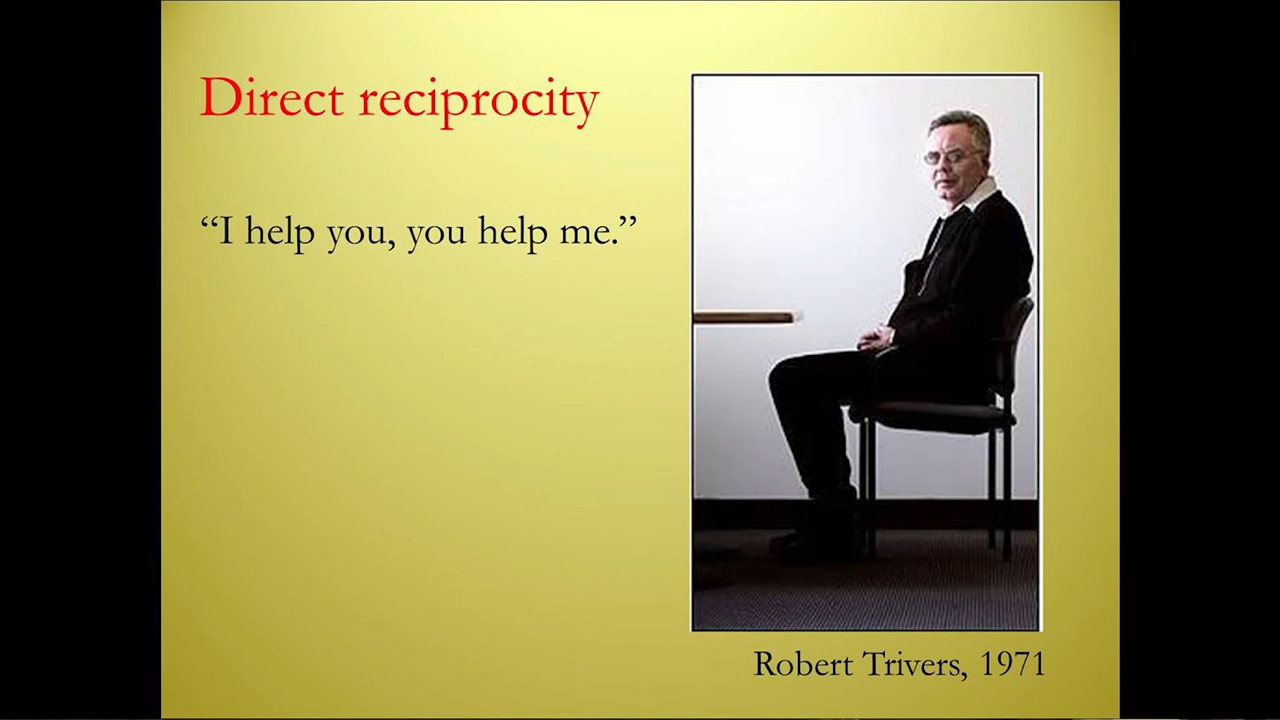 Direct reciprocity
“I help you, you help me.”
Robert Trivers, 1971